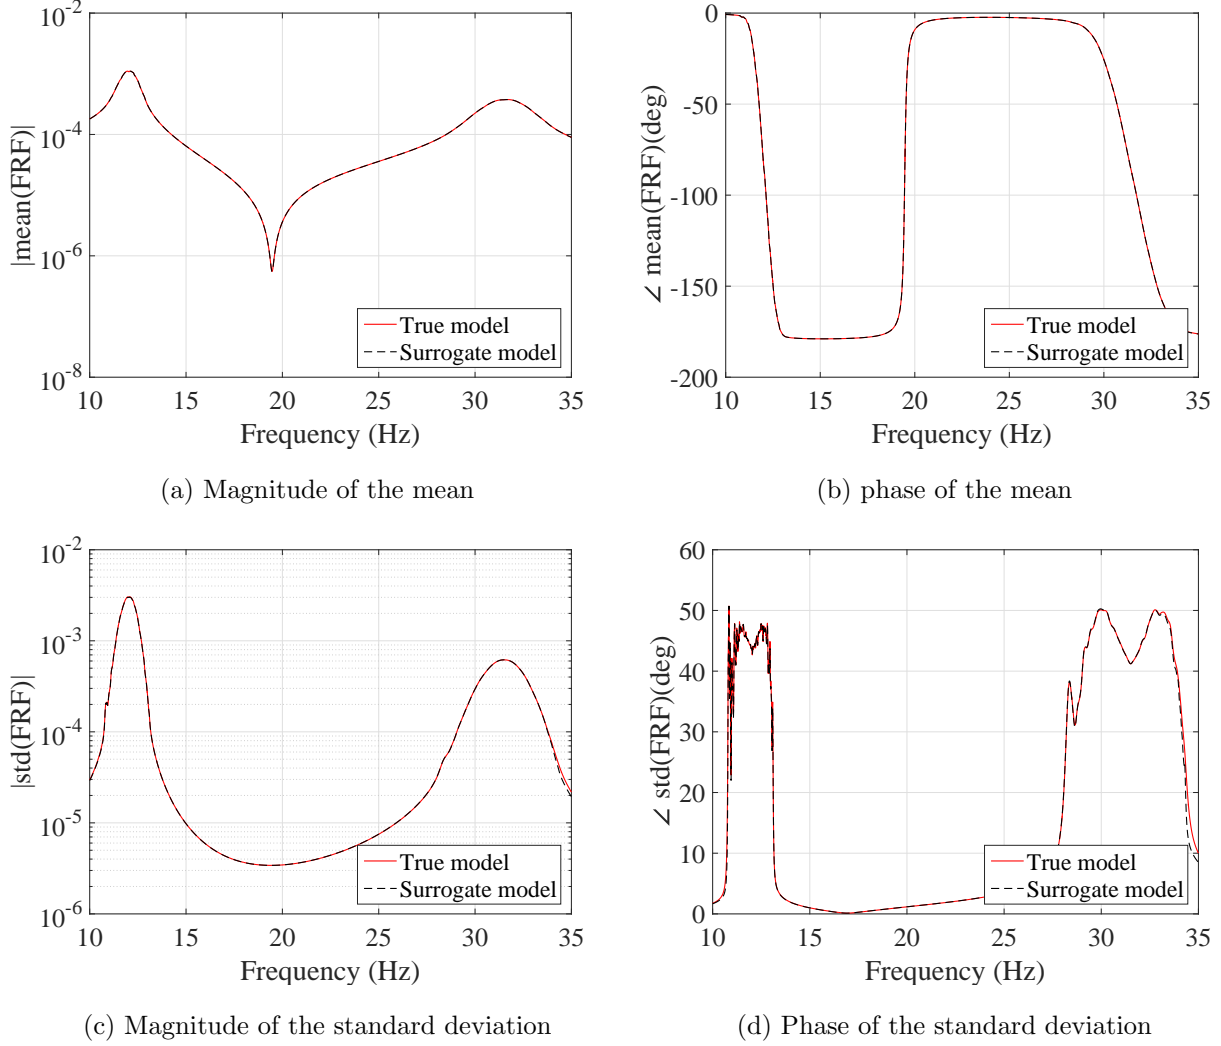 10^-2
10^-4
10^-6
10^-8
|mean(FRF)|
10 15 20 25 30 35
Frequency (Hz)
True model
Surrogate model
(a) Magnitude of the mean
0
-50
-100
-150
-200
∠ mean(FRF)(deg)
10 15 20 25 30 35
Frequency (Hz)
True model
Surrogate model
(b) phase of the mean
10^-2
10^-3
10^-4
10^-5
10^-6
|std(FRF)|
10 15 20 25 30 35
Frequency (Hz)
True model
Surrogate model
(c) Magnitude of the standard deviation
60
50
40
30
20
10
0
∠ std(FRF)(deg)
10 15 20 25 30 35
Frequency (Hz)
True model
Surrogate model
(d) Phase of the standard deviation